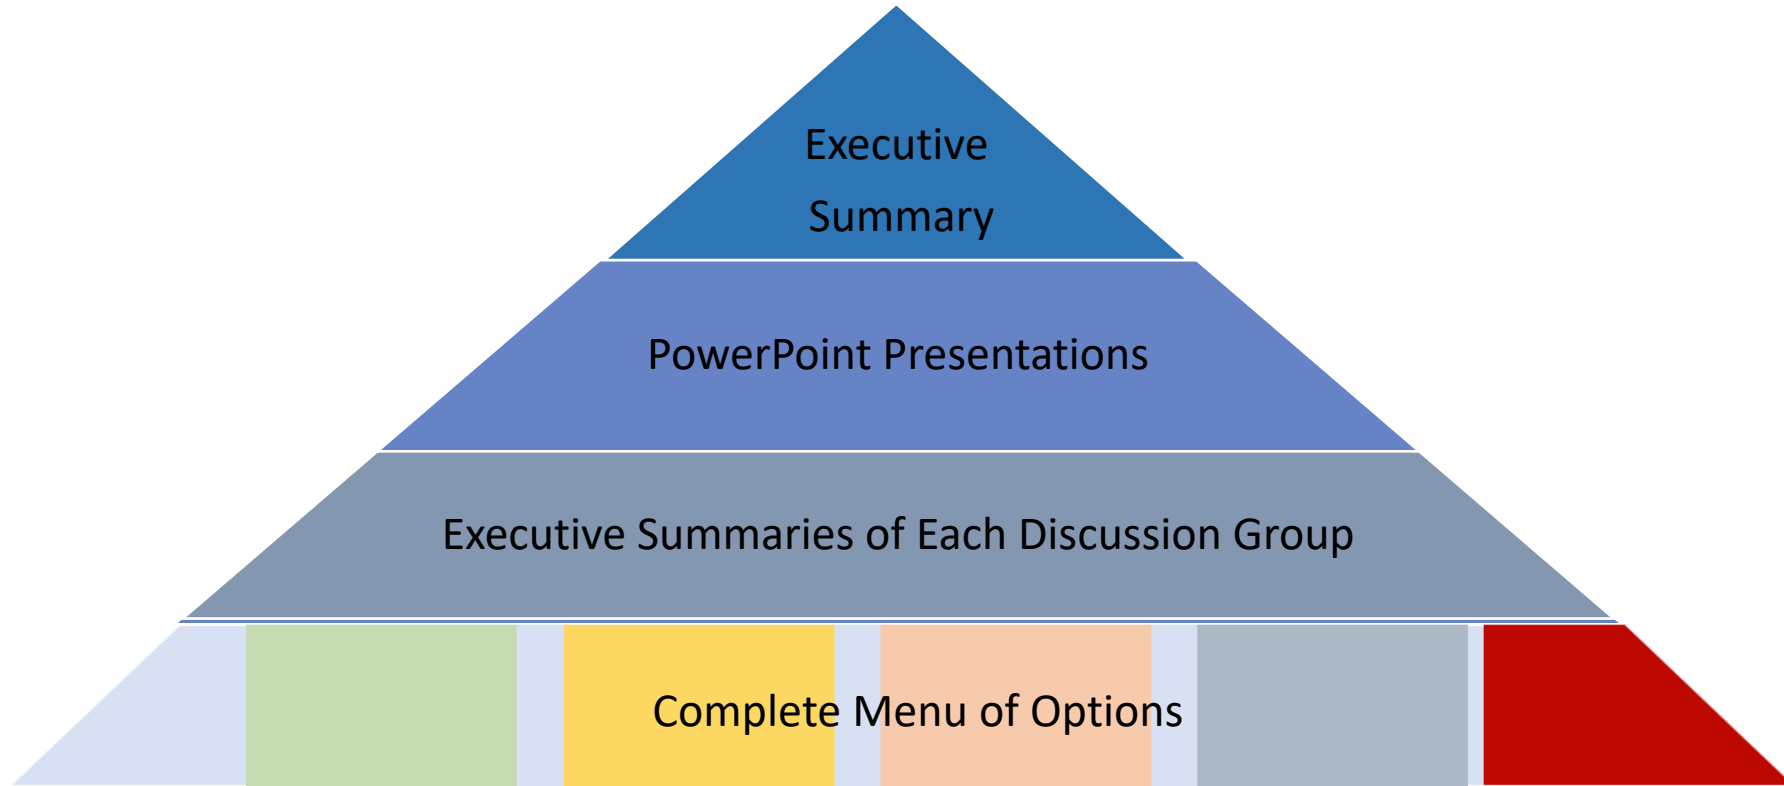 Executive
Summary
PowerPoint Presentations
Executive Summaries of Each Discussion Group
Complete Menu of Options